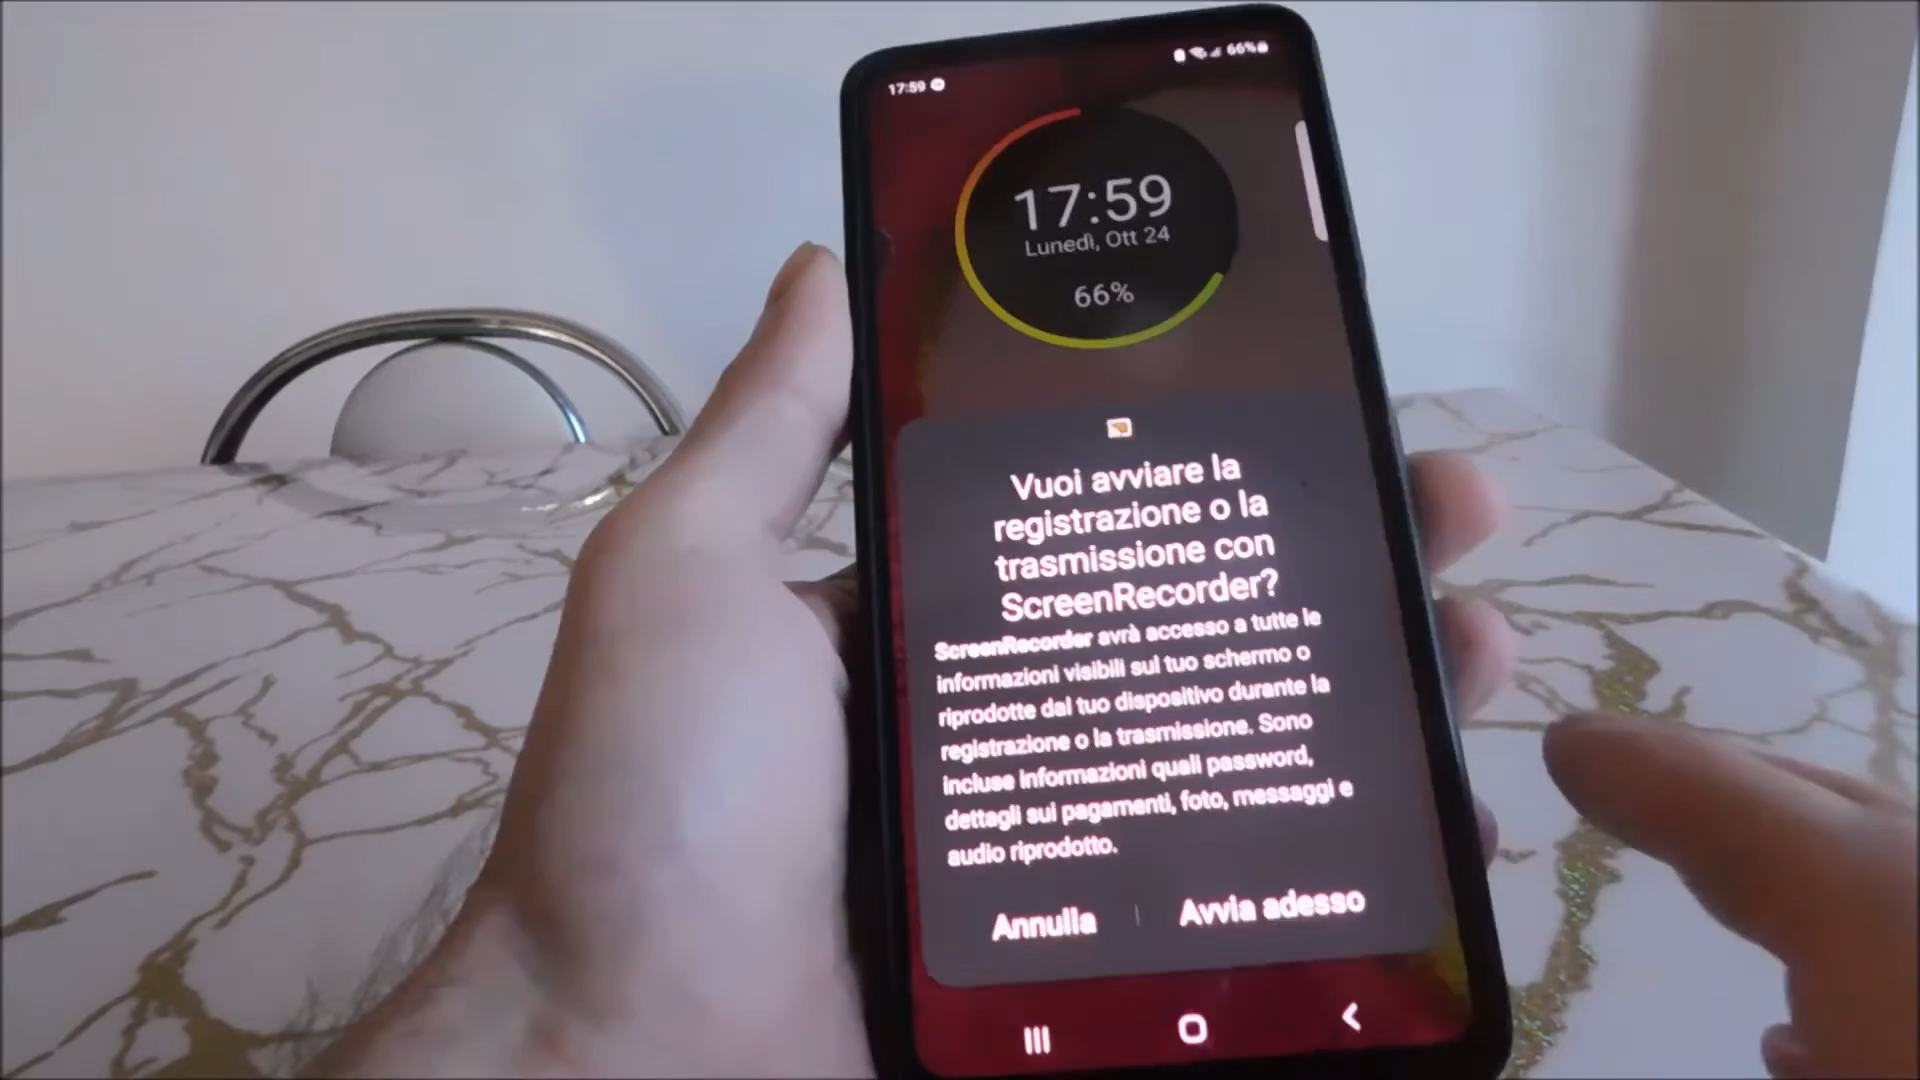 17:59
66%
17:59
Lunedì, Ott 24
66%
Vuoi avviare la
registrazione o la
trasmissione con
ScreenRecorder?
ScreenRecorder avrà accesso a tutte le
informazioni visibili sul tuo schermo o
riprodotte dal tuo dispositivo durante la
registrazione o la trasmissione. Sono
incluse informazioni quali password,
dettagli sui pagamenti, foto, messaggi e
audio riprodotto.
Annulla | Avvia adesso